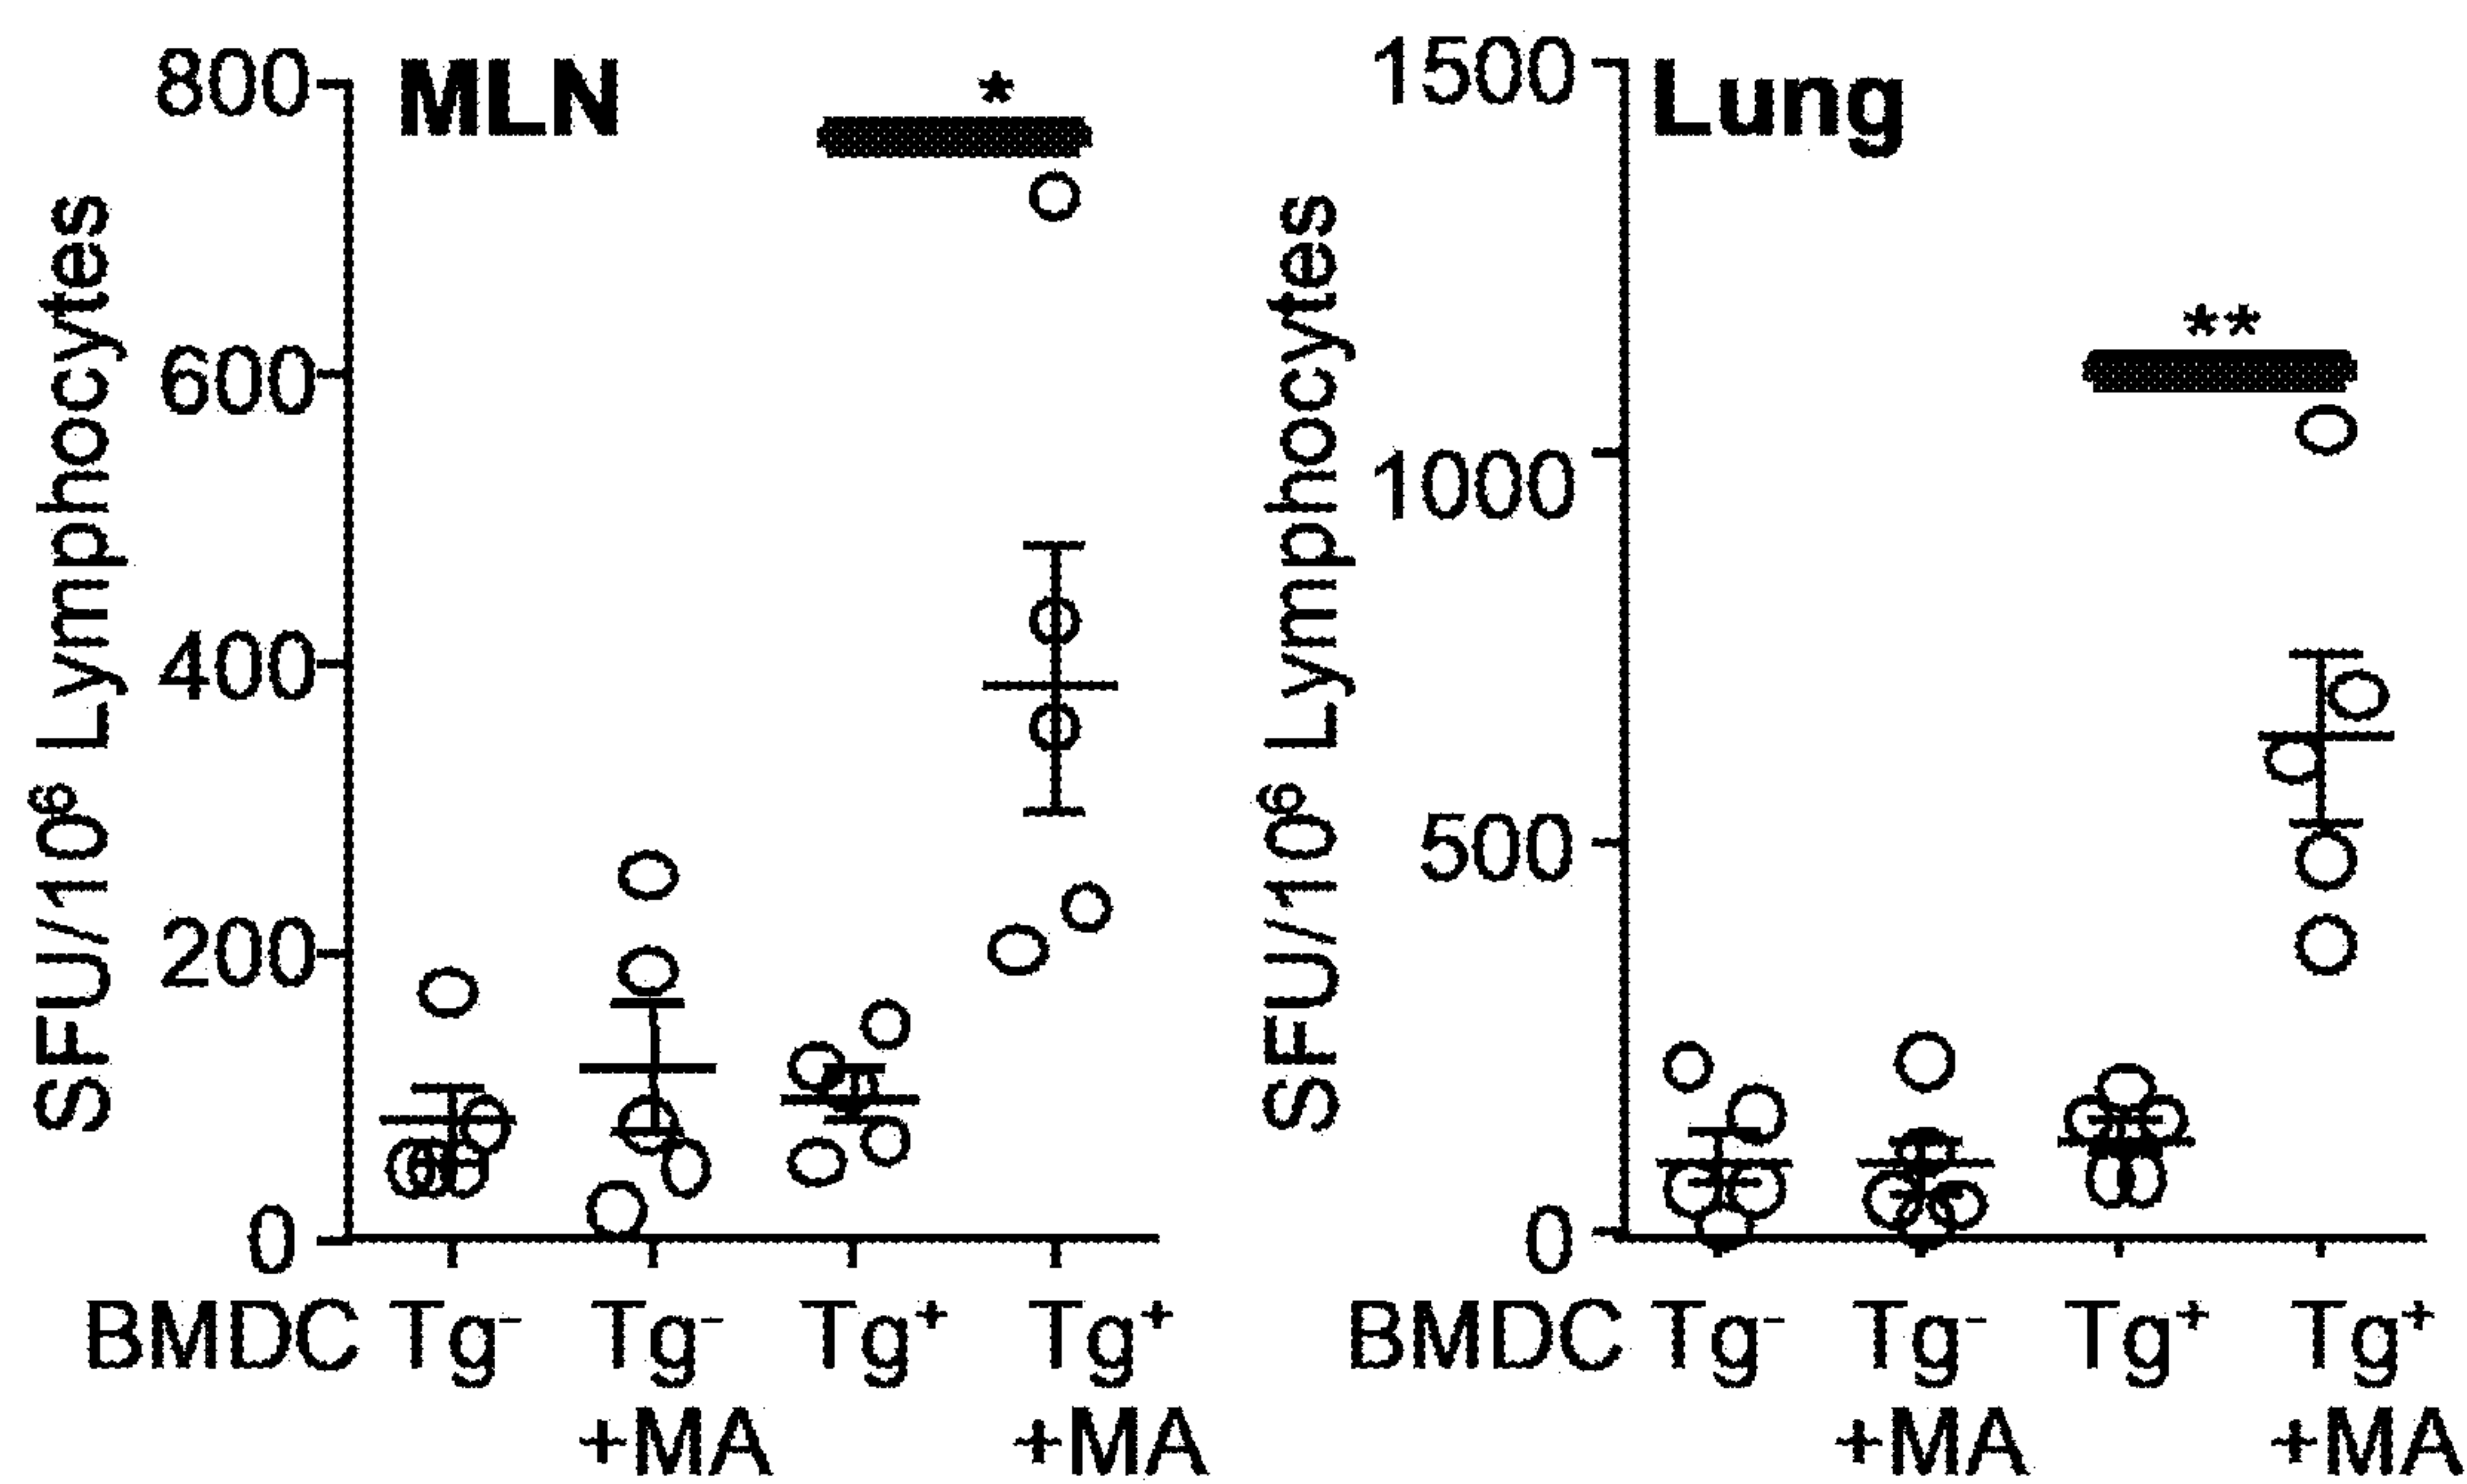 MLN
*
SFU/10⁶ Lymphocytes
800
600
400
200
0
BMDC Tg⁻ Tg⁻ Tg⁺ Tg⁺
+MA +MA
Lung
**
SFU/10⁶ Lymphocytes
1500
1000
500
0
BMDC Tg⁻ Tg⁻ Tg⁺ Tg⁺
+MA +MA